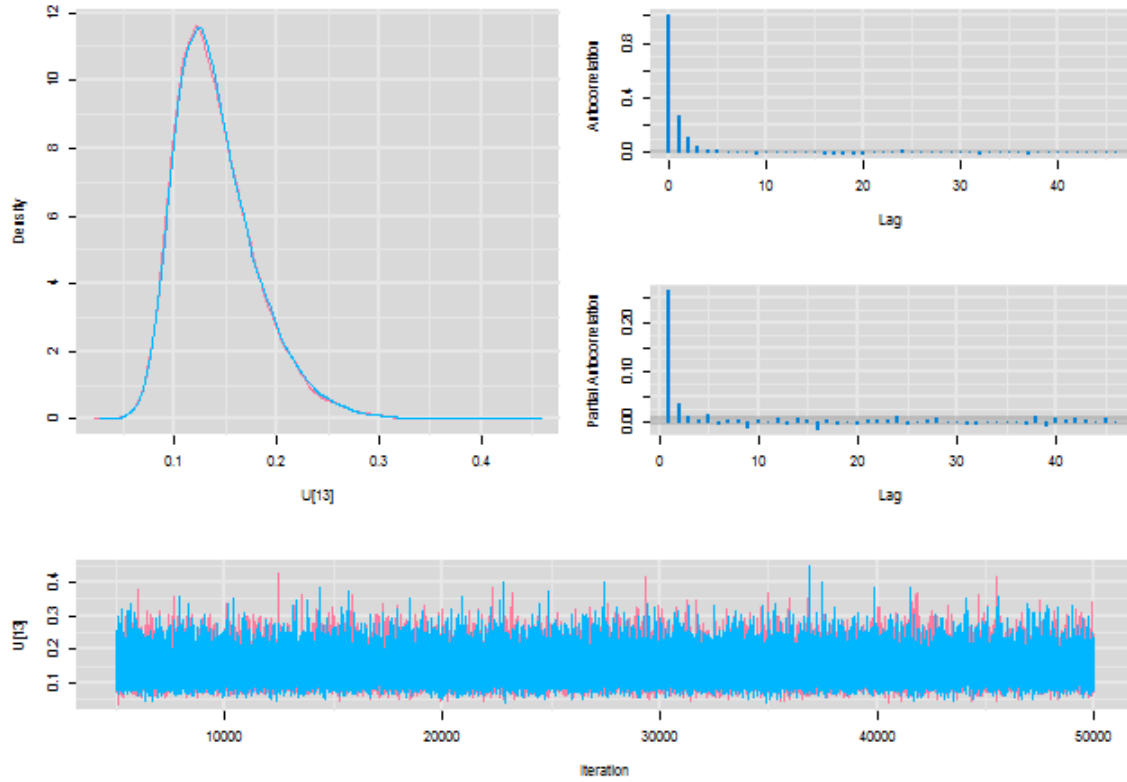 12
10
8
6
4
2
0
Density
0.1 0.2 0.3 0.4
U[13]
0.8
0.4
0.0
Autocorrelation
0 10 20 30 40
Lag
0.20
0.10
0.00
Partial Autocorrelation
0 10 20 30 40
Lag
0.4
0.3
0.2
0.1
U[13]
10000 20000 30000 40000 50000
Iteration